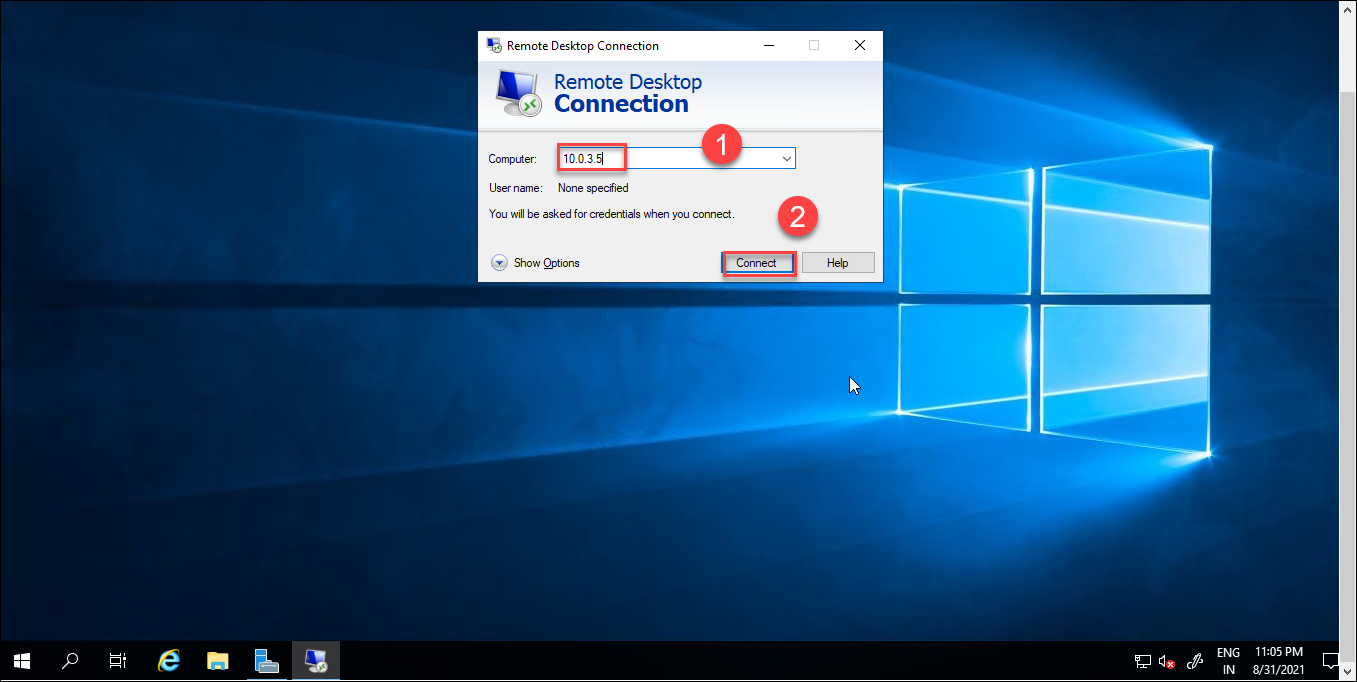 Remote Desktop Connection
Remote Desktop
Connection
1
Computer: 10.0.3.5
User name: None specified
You will be asked for credentials when you connect.
2
Show Options Connect Help
ENG 11:05 PM
IN 8/31/2021